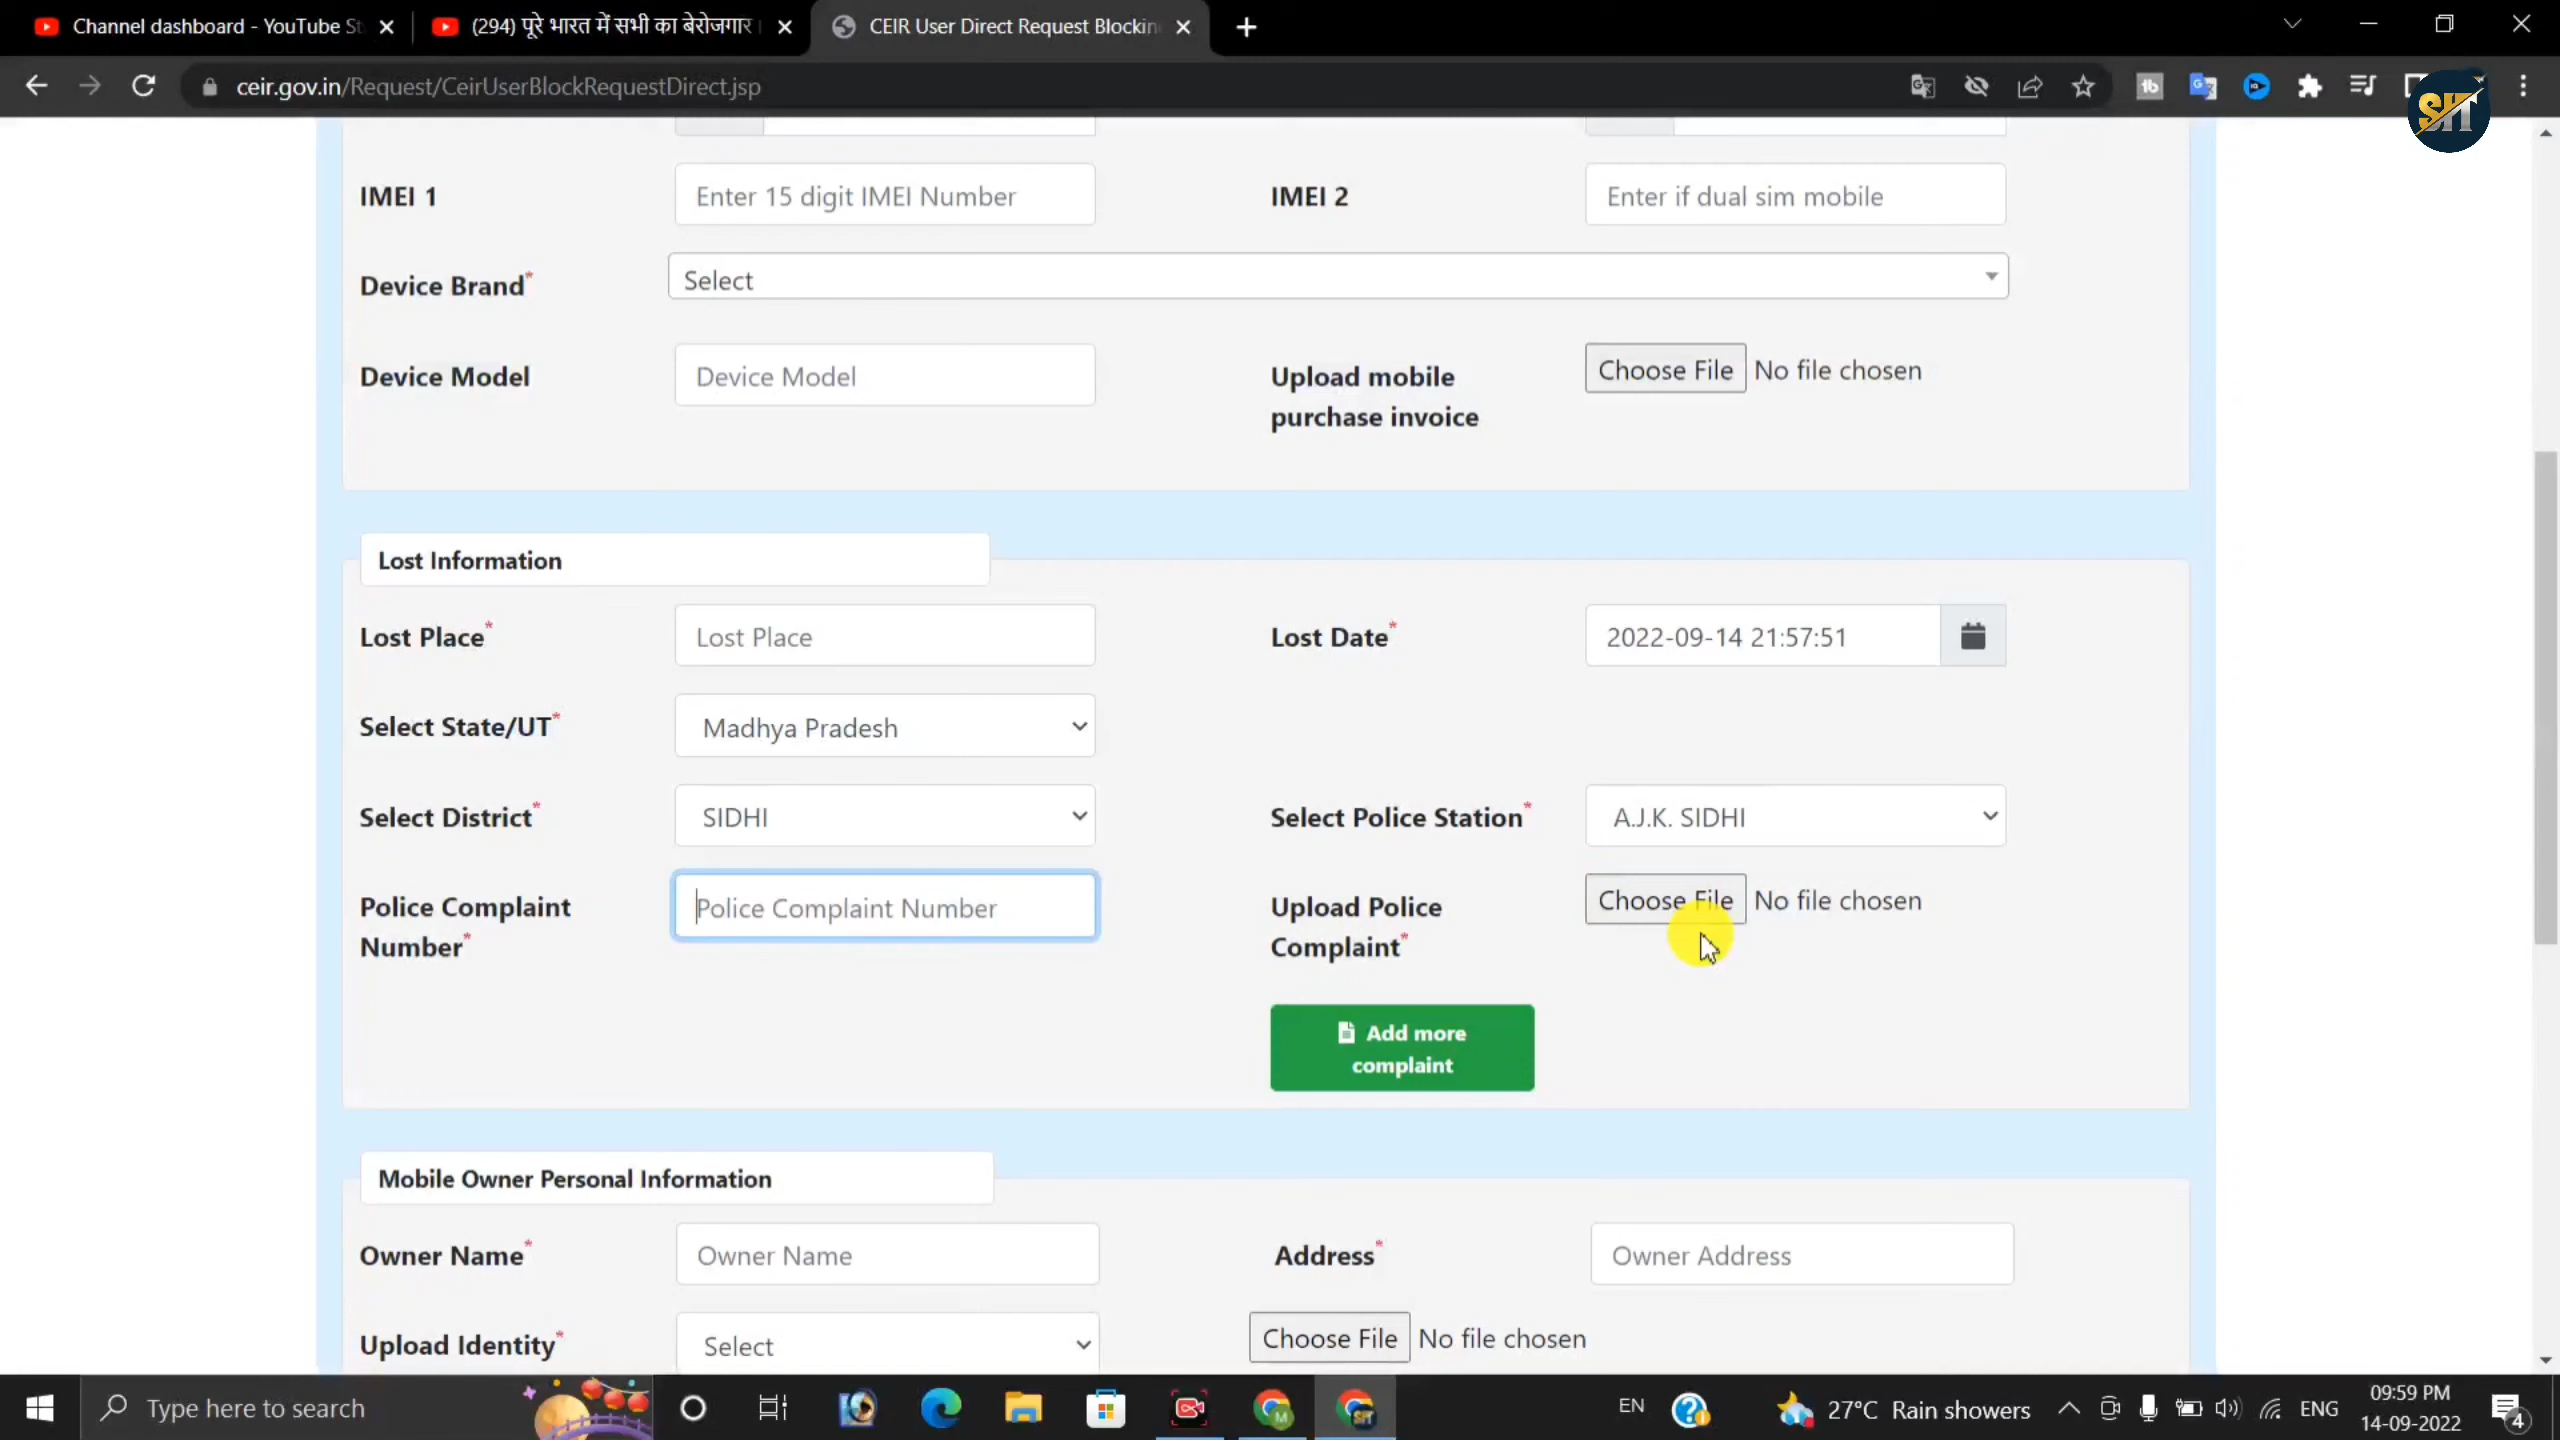 Channel dashboard - YouTube St
(294) पूरे भारत में सभी का बेरोजगार
CEIR User Direct Request Blockin
ceir.gov.in/Request/CeirUserBlockRequestDirect.jsp
SIT
IMEI 1
Enter 15 digit IMEI Number
IMEI 2
Enter if dual sim mobile
Device Brand*
Select
Device Model
Device Model
Upload mobile
purchase invoice
Choose File No file chosen
Lost Information
Lost Place*
Lost Place
Lost Date*
2022-09-14 21:57:51
Select State/UT*
Madhya Pradesh
Select District*
SIDHI
Select Police Station*
A.J.K. SIDHI
Police Complaint
Number*
Police Complaint Number
Upload Police
Complaint*
Choose File No file chosen
Add more
complaint
Mobile Owner Personal Information
Owner Name*
Owner Name
Address*
Owner Address
Upload Identity*
Select
Choose File No file chosen
Type here to search
EN
27°C Rain showers
ENG
09:59 PM
14-09-2022
4